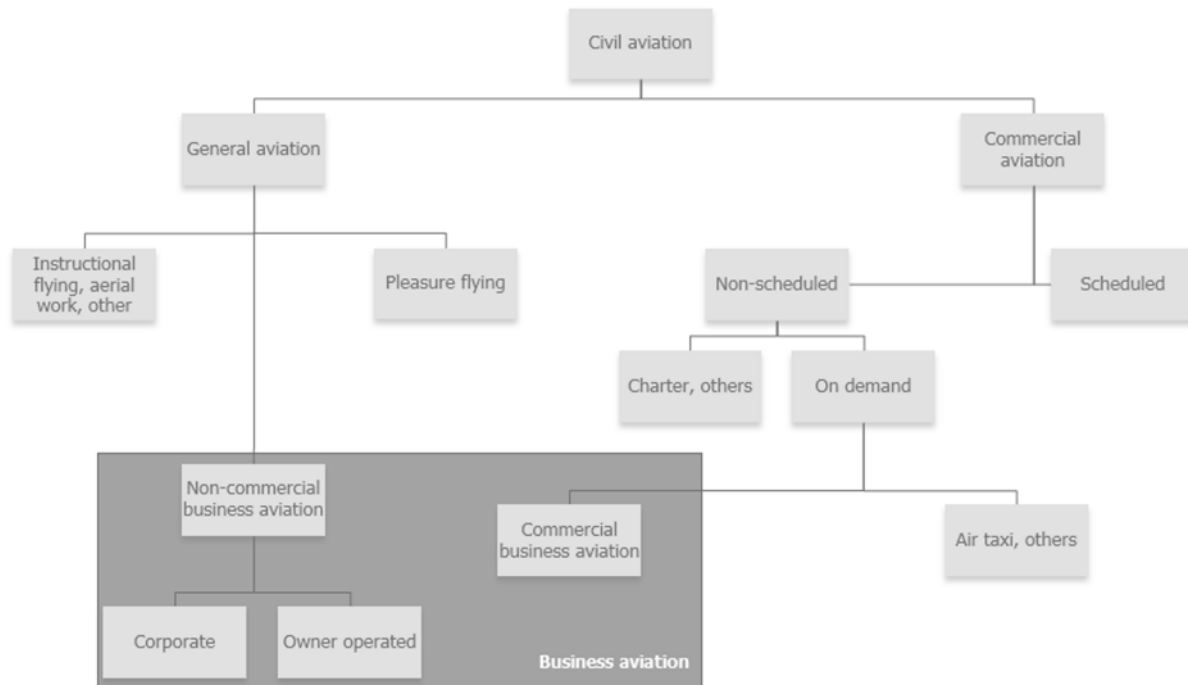 Civil aviation
General aviation
Commercial
aviation
Instructional
flying, aerial
work, other
Pleasure flying
Non-scheduled
Scheduled
Charter, others
On demand
Non-commercial
business aviation
Commercial
business aviation
Air taxi, others
Corporate
Owner operated
Business aviation